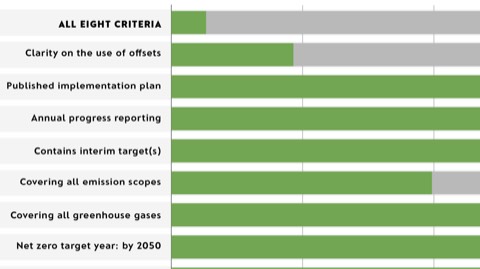 ALL EIGHT CRITERIA
Clarity on the use of offsets
Published implementation plan
Annual progress reporting
Contains interim target(s)
Covering all emission scopes
Covering all greenhouse gases
Net zero target year: by 2050